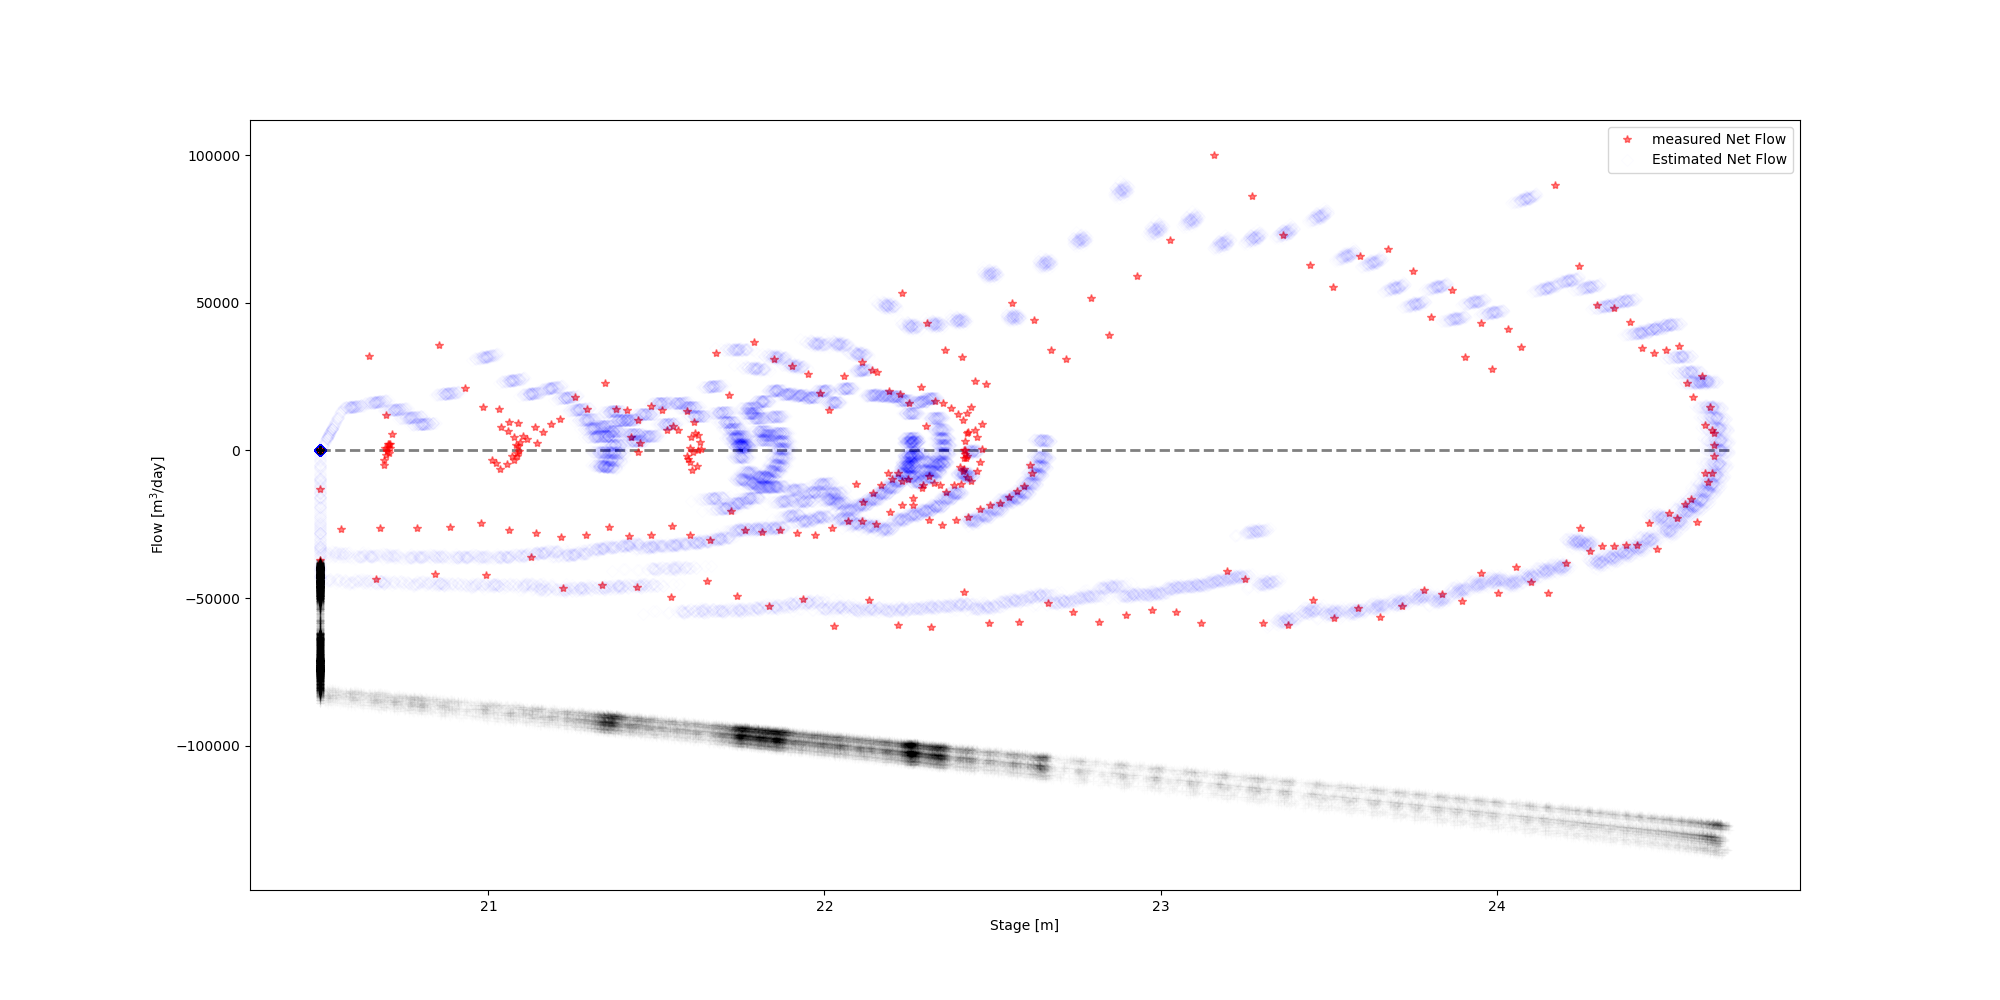 100000
50000
0
−50000
−100000
Flow [m³/day]
21
22
23
24
Stage [m]
measured Net Flow
Estimated Net Flow